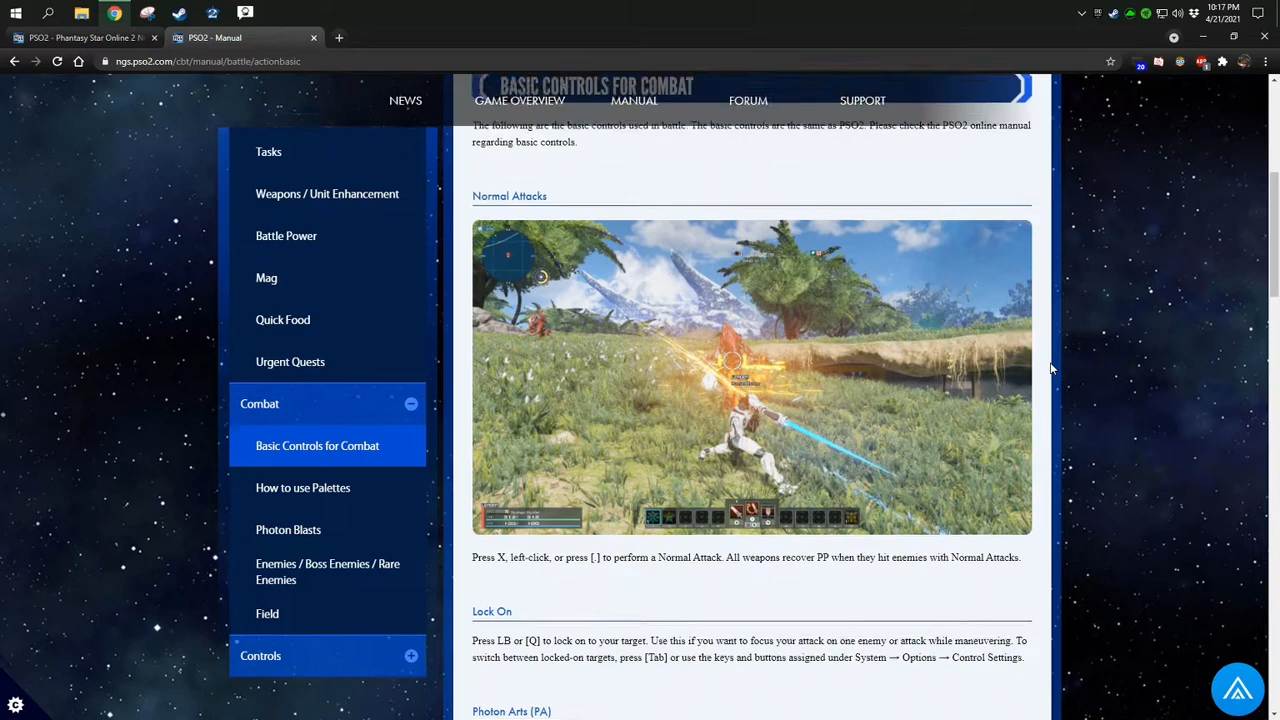 10:17 PM
4/21/2021
PSO2 - Phantasy Star Online 2 N
PSO2 - Manual
ngs.pso2.com/cbt/manual/battle/actionbasic
20
1
BASIC CONTROLS FOR COMBAT
NEWS
GAME OVERVIEW
MANUAL
FORUM
SUPPORT
The following are the basic controls used in battle. The basic controls are the same as PSO2. Please check the PSO2 online manual
regarding basic controls.
Tasks
Weapons / Unit Enhancement
Battle Power
Mag
Quick Food
Urgent Quests
Combat
Basic Controls for Combat
How to use Palettes
Photon Blasts
Enemies / Boss Enemies / Rare
Enemies
Field
Controls
Normal Attacks
Press X, left-click, or press [.] to perform a Normal Attack. All weapons recover PP when they hit enemies with Normal Attacks.
Lock On
Press LB or [Q] to lock on to your target. Use this if you want to focus your attack on one enemy or attack while maneuvering. To
switch between locked-on targets, press [Tab] or use the keys and buttons assigned under System → Options → Control Settings.
Photon Arts (PA)